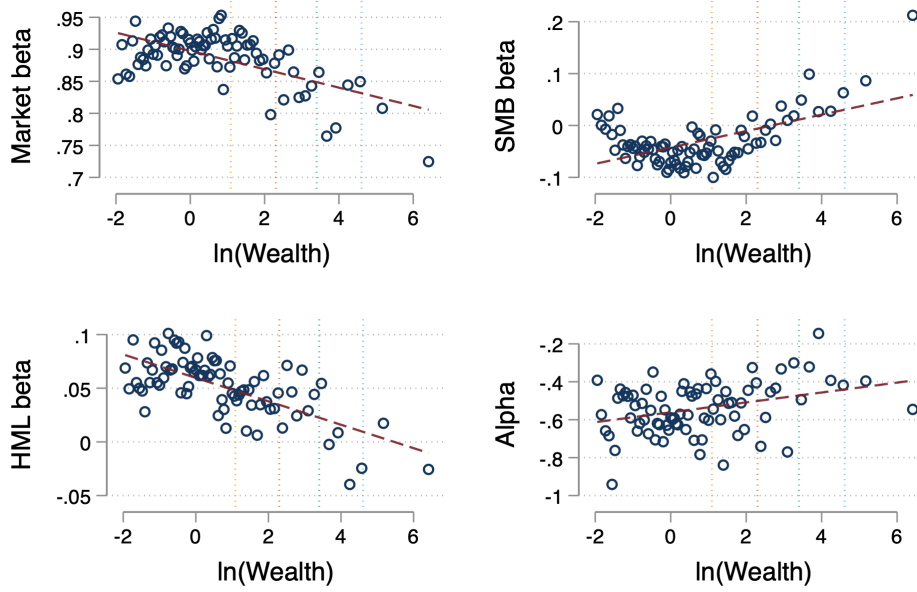 Market beta
.95
.9
.85
.8
.75
.7
-2 0 2 4 6
ln(Wealth)
SMB beta
.2
.1
0
-.1
-2 0 2 4 6
ln(Wealth)
HML beta
.1
.05
0
-.05
-2 0 2 4 6
ln(Wealth)
Alpha
-.2
-.4
-.6
-.8
-1
-2 0 2 4 6
ln(Wealth)